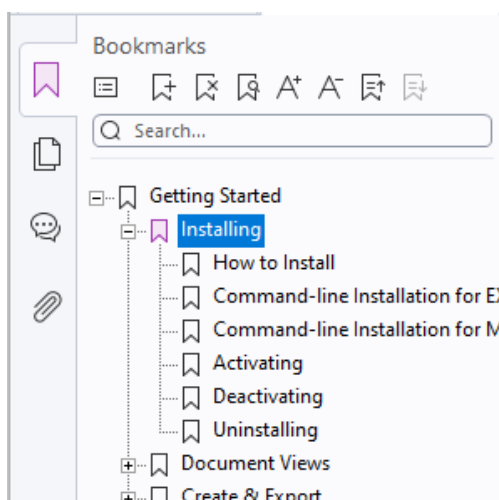 Bookmarks
Search...
Getting Started
Installing
How to Install
Command-line Installation for
Command-line Installation for
Activating
Deactivating
Uninstalling
Document Views
Create & Export